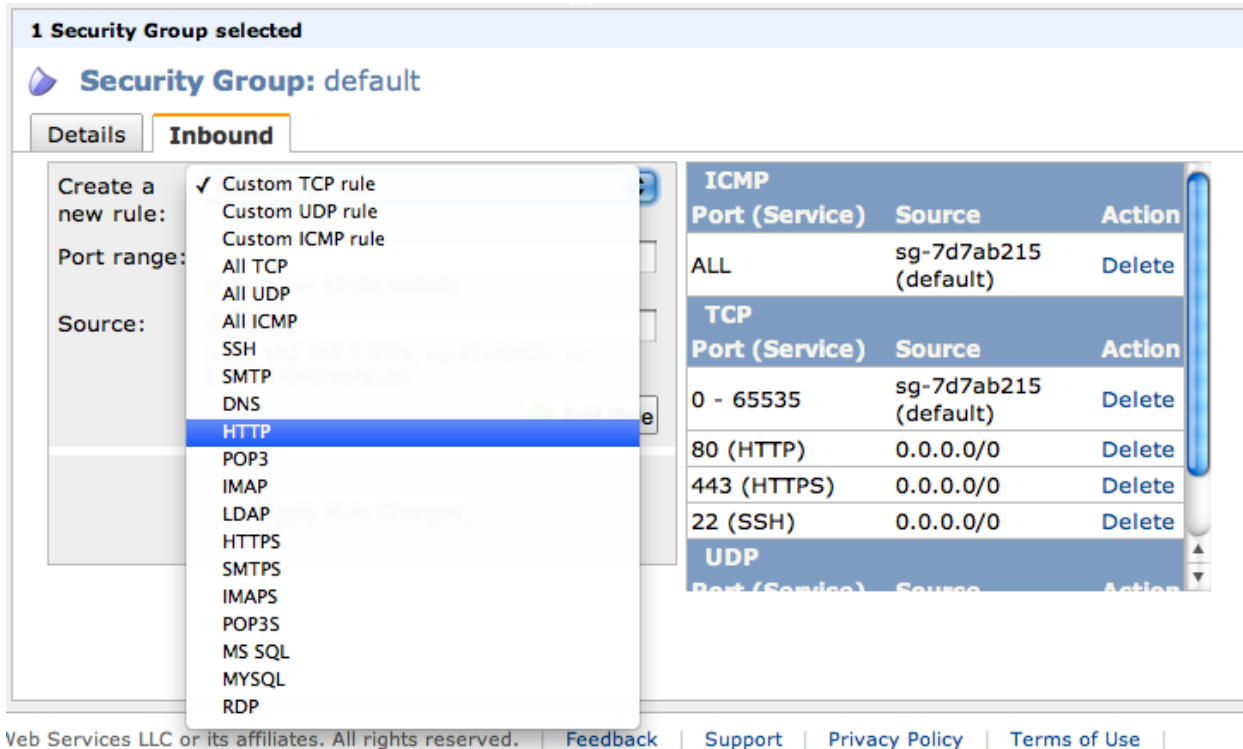 1 Security Group selected
Security Group: default
Details
Inbound
Create a new rule:
Port range:
Source:
✓ Custom TCP rule
Custom UDP rule
Custom ICMP rule
All TCP
All UDP
All ICMP
SSH
SMTP
DNS
HTTP
POP3
IMAP
LDAP
HTTPS
SMTPS
IMAPS
POP3S
MS SQL
MYSQL
RDP
ICMP
Port (Service) Source Action
ALL sg-7d7ab215 (default) Delete
TCP
Port (Service) Source Action
0 - 65535 sg-7d7ab215 (default) Delete
80 (HTTP) 0.0.0.0/0 Delete
443 (HTTPS) 0.0.0.0/0 Delete
22 (SSH) 0.0.0.0/0 Delete
UDP
Port (Service) Source Action
Web Services LLC or its affiliates. All rights reserved. | Feedback | Support | Privacy Policy | Terms of Use |